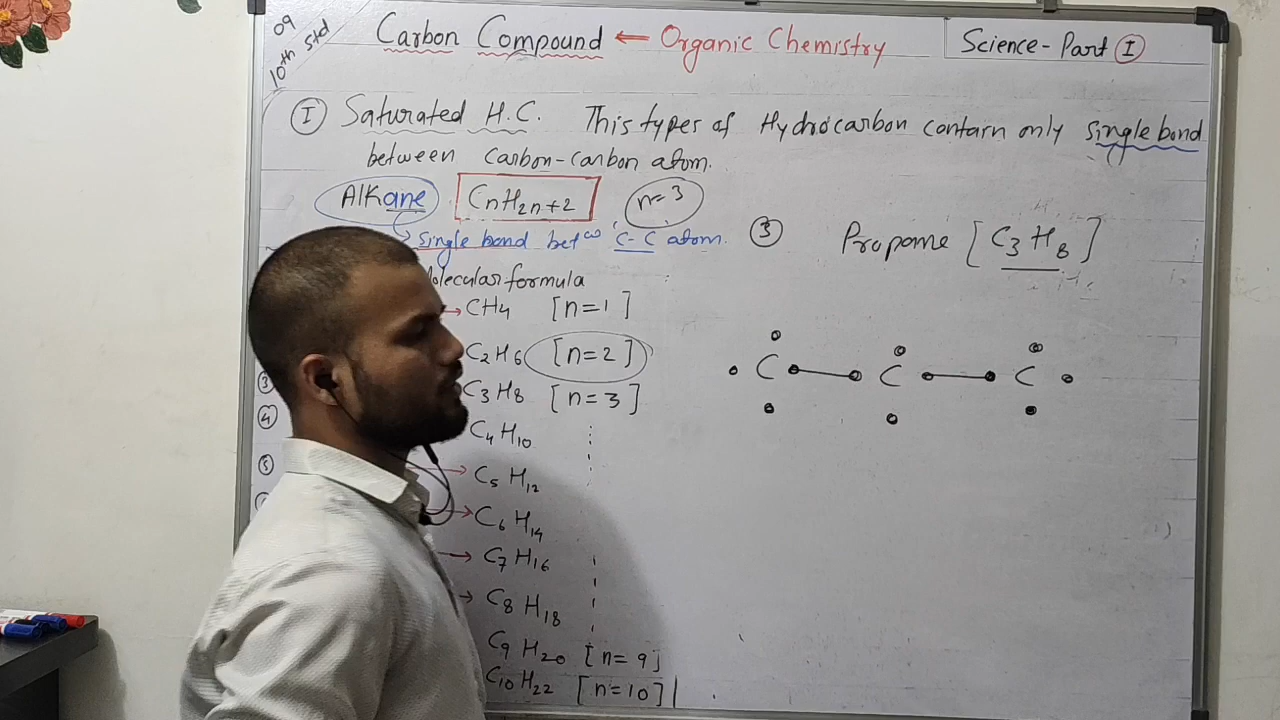 09
10th std
Carbon Compound ← Organic Chemistry
Science-Part I
I Saturated H.C. This types of Hydrocarbon contain only single bond
between Carbon-Carbon atom.
Alkane CnH2n+2 n=3
Single bond betⁿ C-C atom.
3 Propane [C3H8]
Molecular formula
→ CH4 [n=1]
C2H6 [n=2]
3 C3H8 [n=3]
4 C4H10
5 → C5H12
→ C6H14
→ C7H16
→ C8H18
C9H20 [n=9]
C10H22 [n=10]
C — C — C